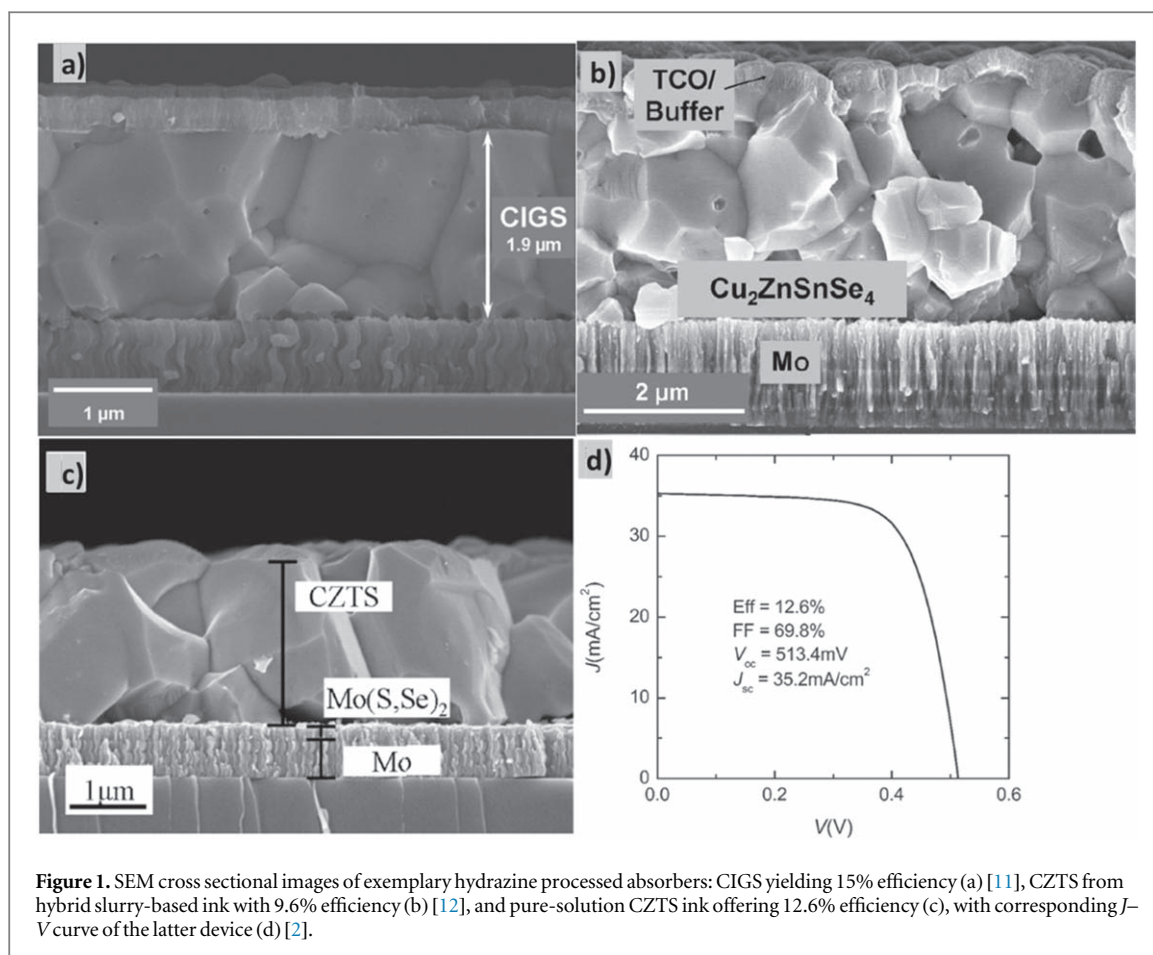 a)
CIGS
1.9 µm
1 µm
b)
TCO/
Buffer
Cu₂ZnSnSe₄
Mo
2 µm
c)
CZTS
Mo(S,Se)₂
Mo
1µm
d)
40
30
20
10
0
J(mA/cm²)
Eff = 12.6%
FF = 69.8%
Voc = 513.4mV
Jsc = 35.2mA/cm²
0.0 0.2 0.4 0.6
V(V)
Figure 1. SEM cross sectional images of exemplary hydrazine processed absorbers: CIGS yielding 15% efficiency (a) [11], CZTS from
hybrid slurry-based ink with 9.6% efficiency (b) [12], and pure-solution CZTS ink offering 12.6% efficiency (c), with corresponding J–
V curve of the latter device (d) [2].